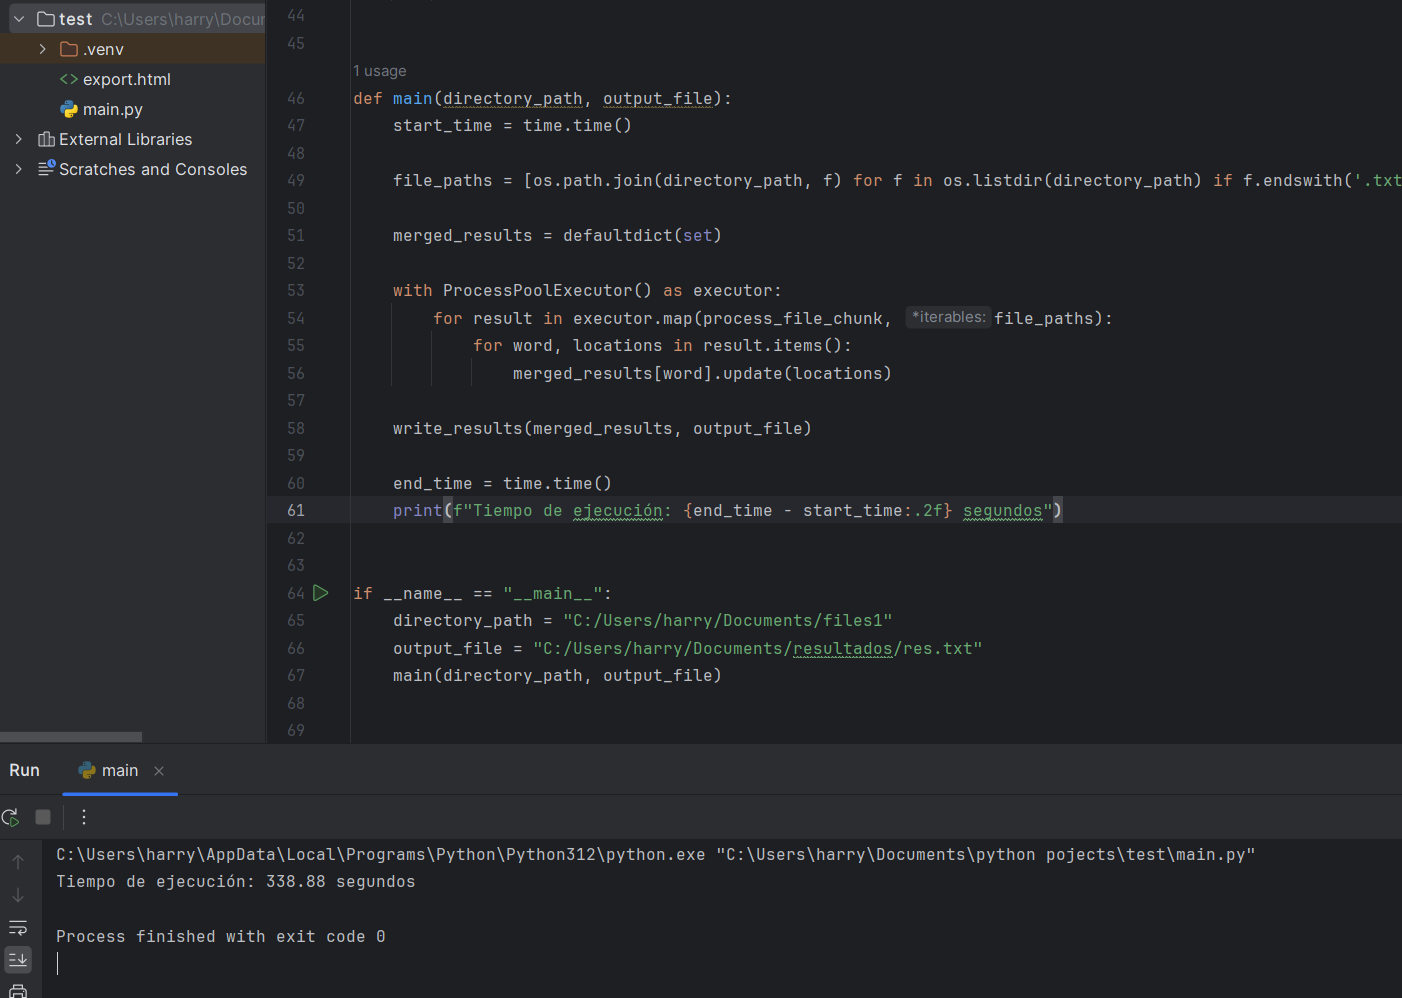 test C:\Users\harry\Docu
.venv
export.html
main.py
External Libraries
Scratches and Consoles
44
45
1 usage
46 def main(directory_path, output_file):
47     start_time = time.time()
48
49     file_paths = [os.path.join(directory_path, f) for f in os.listdir(directory_path) if f.endswith('.txt
50
51     merged_results = defaultdict(set)
52
53     with ProcessPoolExecutor() as executor:
54         for result in executor.map(process_file_chunk, *iterables: file_paths):
55             for word, locations in result.items():
56                 merged_results[word].update(locations)
57
58     write_results(merged_results, output_file)
59
60     end_time = time.time()
61     print(f"Tiempo de ejecución: {end_time - start_time:.2f} segundos")
62
63
64 if __name__ == "__main__":
65     directory_path = "C:/Users/harry/Documents/files1"
66     output_file = "C:/Users/harry/Documents/resultados/res.txt"
67     main(directory_path, output_file)
68
69
Run main
C:\Users\harry\AppData\Local\Programs\Python\Python312\python.exe "C:\Users\harry\Documents\python pojects\test\main.py"
Tiempo de ejecución: 338.88 segundos
Process finished with exit code 0